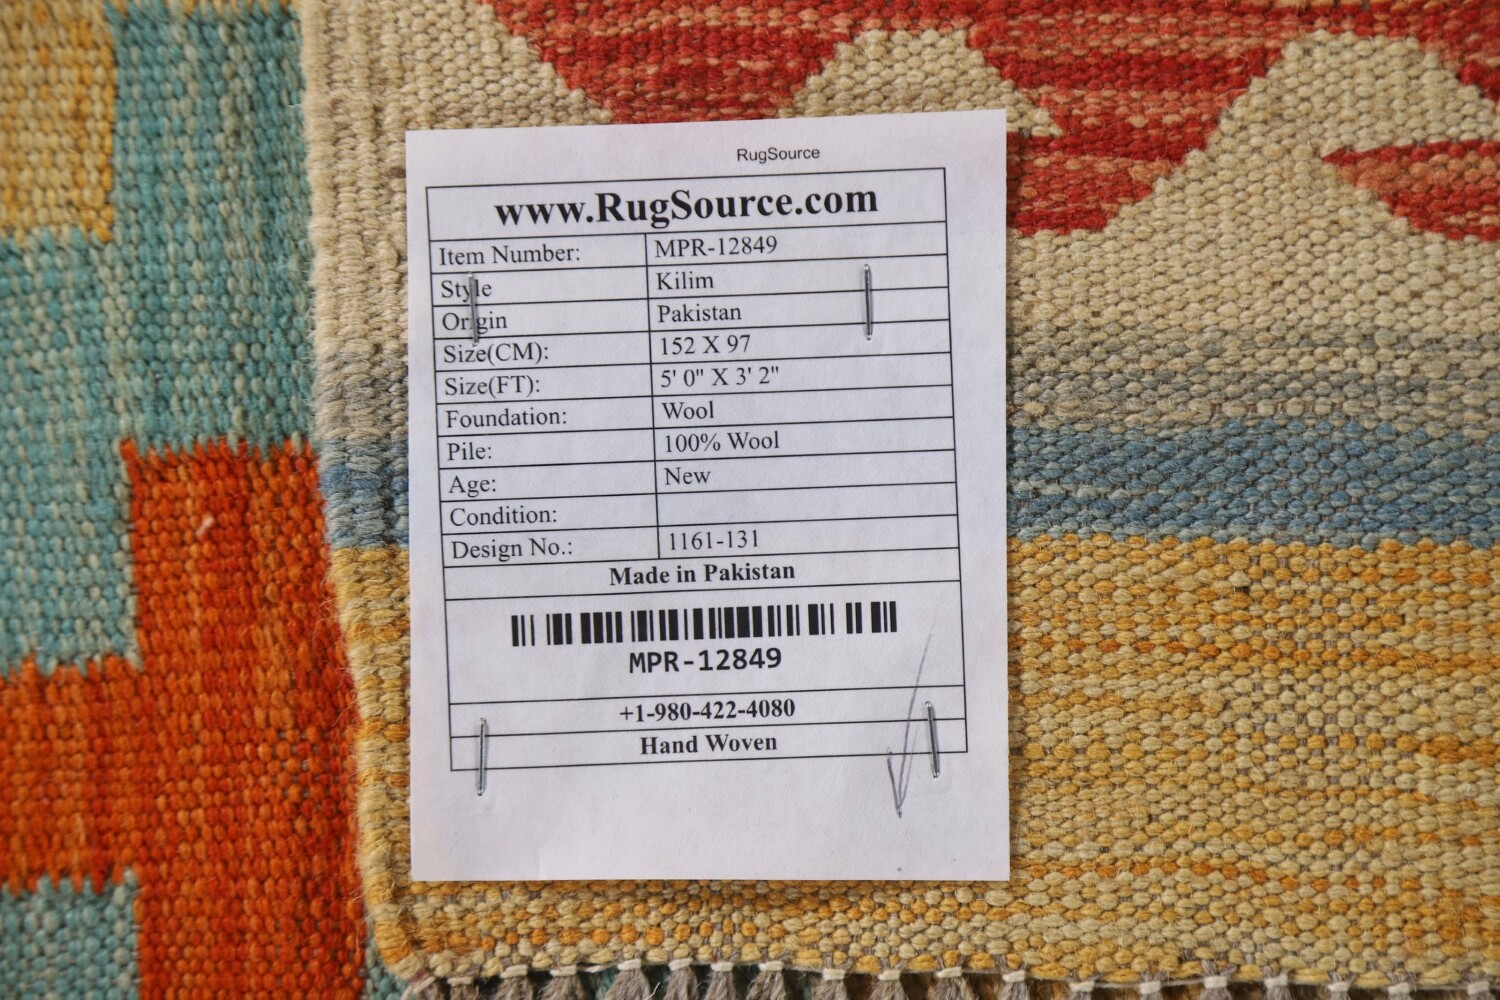 RugSource
www.RugSource.com
Item Number: MPR-12849
Style Kilim
Origin Pakistan
Size(CM): 152 X 97
Size(FT): 5' 0" X 3' 2"
Foundation: Wool
Pile: 100% Wool
Age: New
Condition:
Design No.: 1161-131
Made in Pakistan
MPR-12849
+1-980-422-4080
Hand Woven